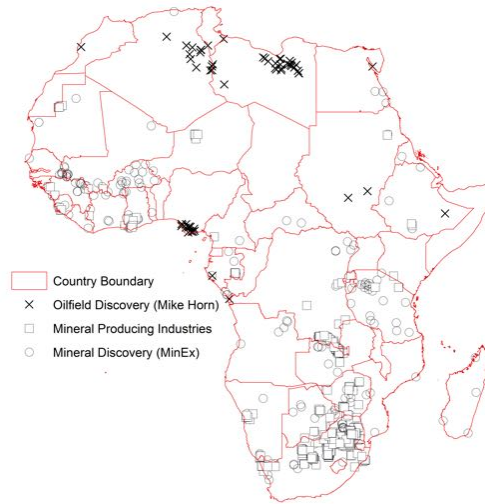 Country Boundary
Oilfield Discovery (Mike Horn)
Mineral Producing Industries
Mineral Discovery (MinEx)